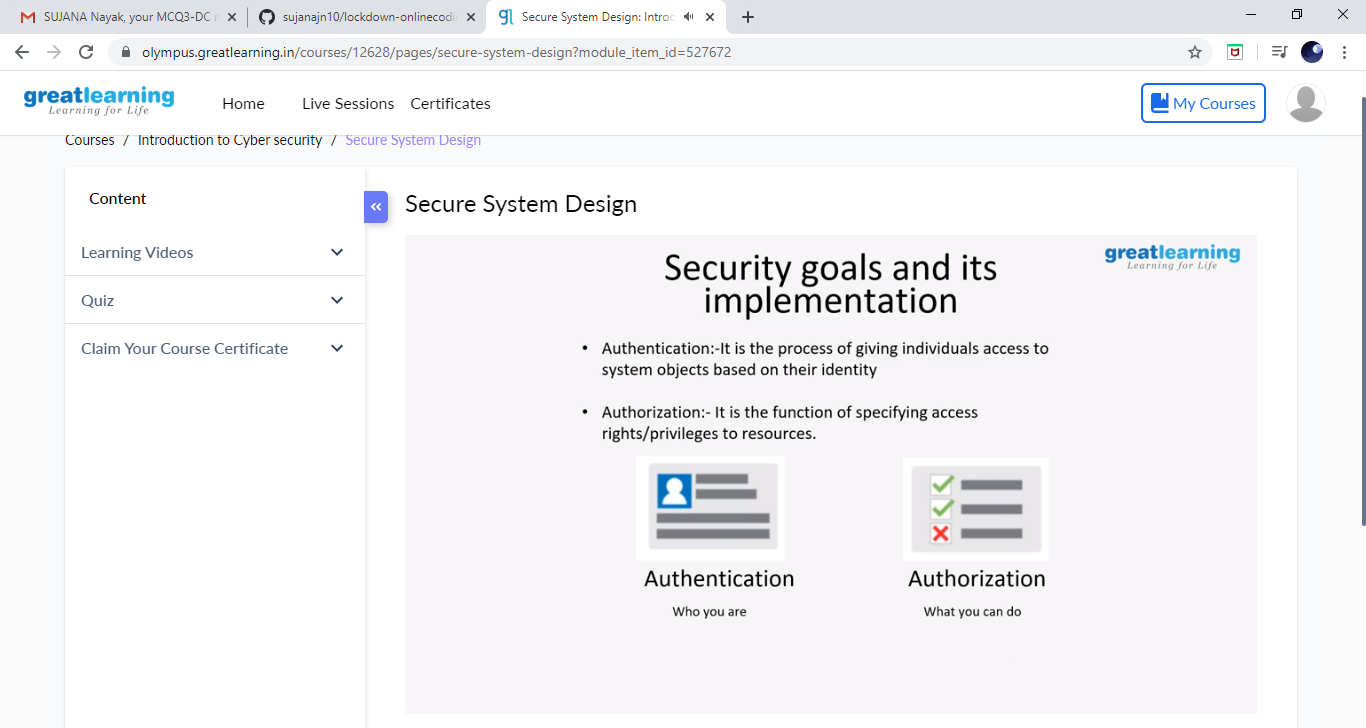 SUJANA Nayak, your MCQ3-DC
sujanajn10/lockdown-onlinecodi
Secure System Design: Introd
olympus.greatlearning.in/courses/12628/pages/secure-system-design?module_item_id=527672
greatlearning
Learning for Life
Home
Live Sessions
Certificates
My Courses
Courses / Introduction to Cyber security / Secure System Design
Content
Learning Videos
Quiz
Claim Your Course Certificate
«
Secure System Design
greatlearning
Learning for Life
Security goals and its
implementation
• Authentication:-It is the process of giving individuals access to
system objects based on their identity
• Authorization:- It is the function of specifying access
rights/privileges to resources.
Authentication
Who you are
Authorization
What you can do